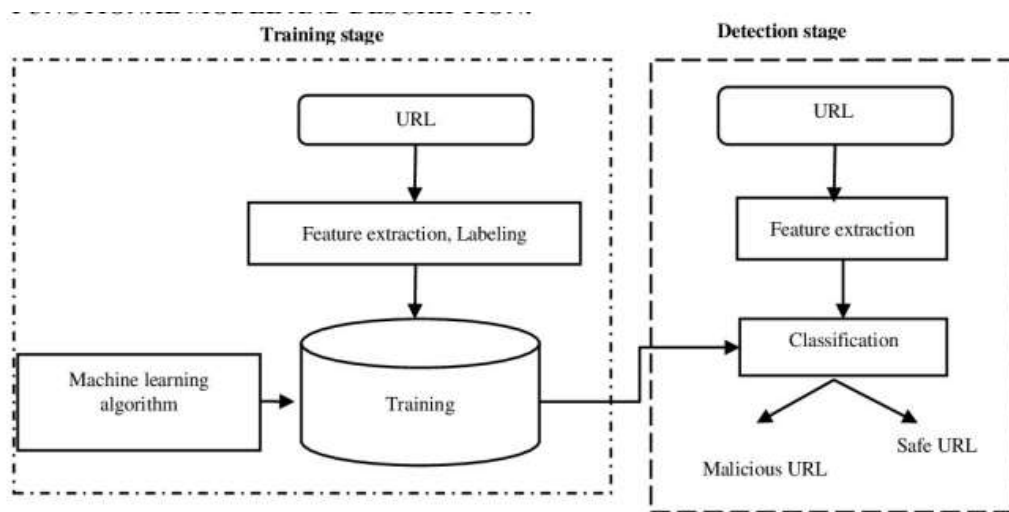 Training stage
URL
Feature extraction, Labeling
Machine learning
algorithm
Training
Detection stage
URL
Feature extraction
Classification
Malicious URL
Safe URL